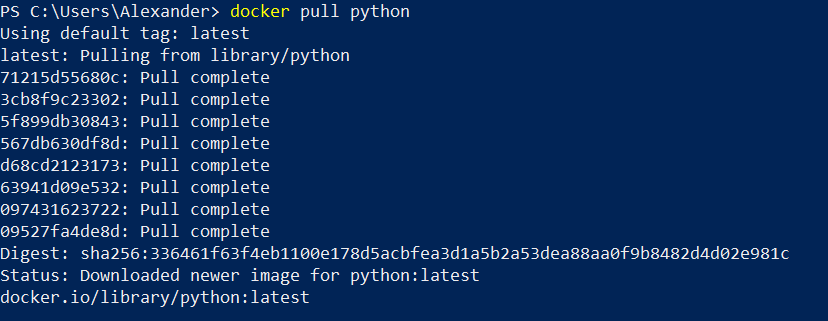 PS C:\Users\Alexander> docker pull python
Using default tag: latest
latest: Pulling from library/python
71215d55680c: Pull complete
3cb8f9c23302: Pull complete
5f899db30843: Pull complete
567db630df8d: Pull complete
d68cd2123173: Pull complete
63941d09e532: Pull complete
097431623722: Pull complete
09527fa4de8d: Pull complete
Digest: sha256:336461f63f4eb1100e178d5acbfea3d1a5b2a53dea88aa0f9b8482d4d02e981c
Status: Downloaded newer image for python:latest
docker.io/library/python:latest